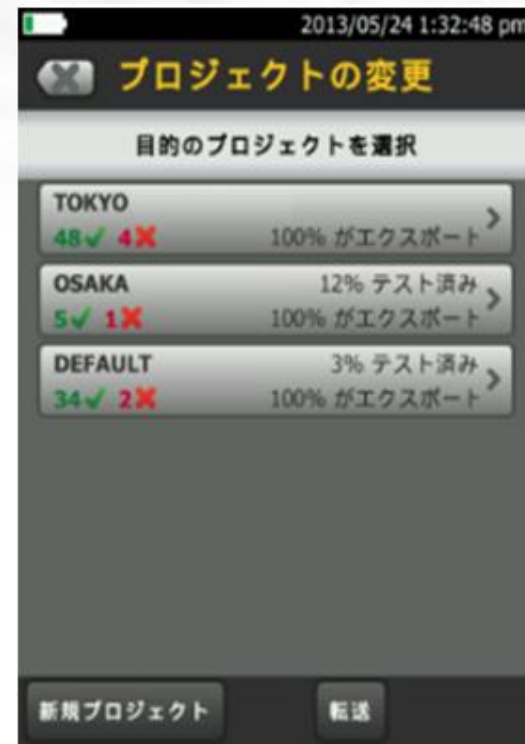 2013/05/24 1:32:48 pm
プロジェクトの変更
目的のプロジェクトを選択
TOKYO
48✓ 4✗ 100% がエクスポート
OSAKA 12% テスト済み
5✓ 1✗ 100% がエクスポート
DEFAULT 3% テスト済み
34✓ 2✗ 100% がエクスポート
新規プロジェクト 転送